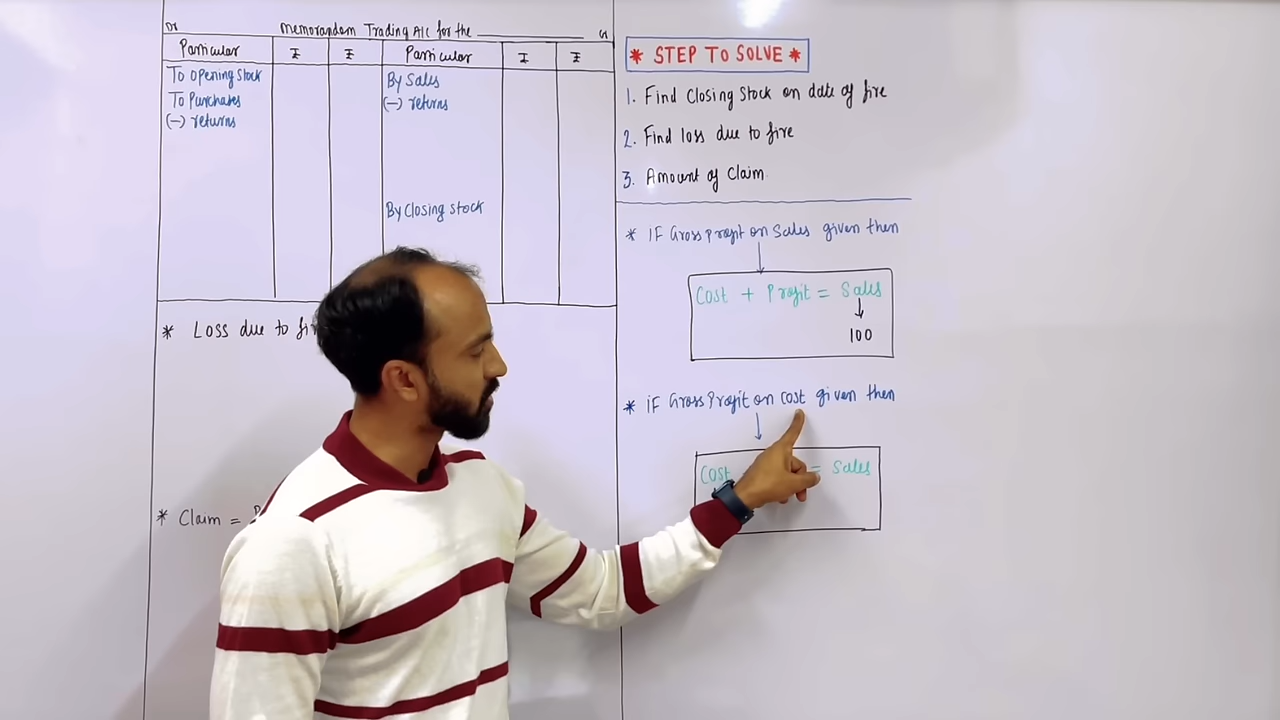 Dr Memorandam Trading A/C for the ____________ Cr
Particular ₹ ₹ Particular ₹ ₹
To opening stock
To Purchases
(-) returns
By Sales
(-) returns
By Closing stock
* Loss due to fir
* Claim =
* STEP TO SOLVE *
1. Find Closing Stock on date of fire
2. Find loss due to fire
3. Amount of Claim
* IF Gross Profit on Sales given then
Cost + Profit = Sales
100
* IF Gross Profit on Cost given then
Cost = Sales